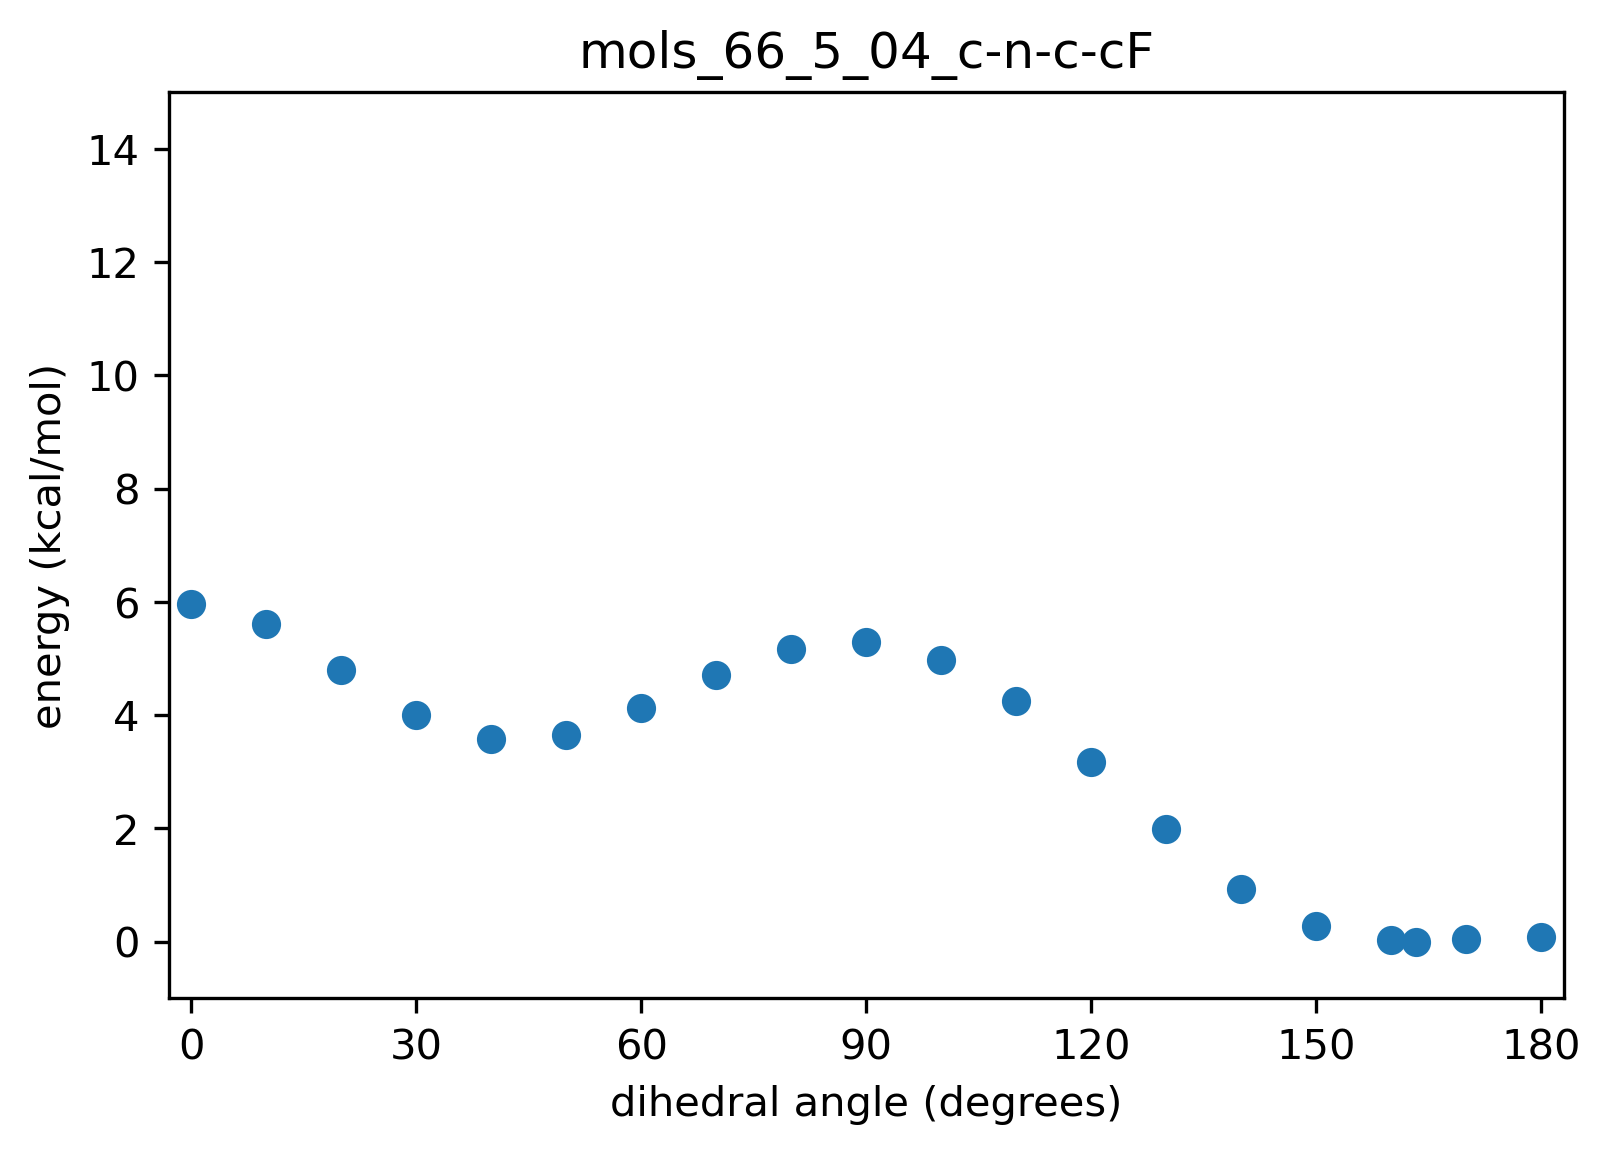 mols_66_5_04_c-n-c-cF
14
12
10
8
6
4
2
0
energy (kcal/mol)
0 30 60 90 120 150 180
dihedral angle (degrees)